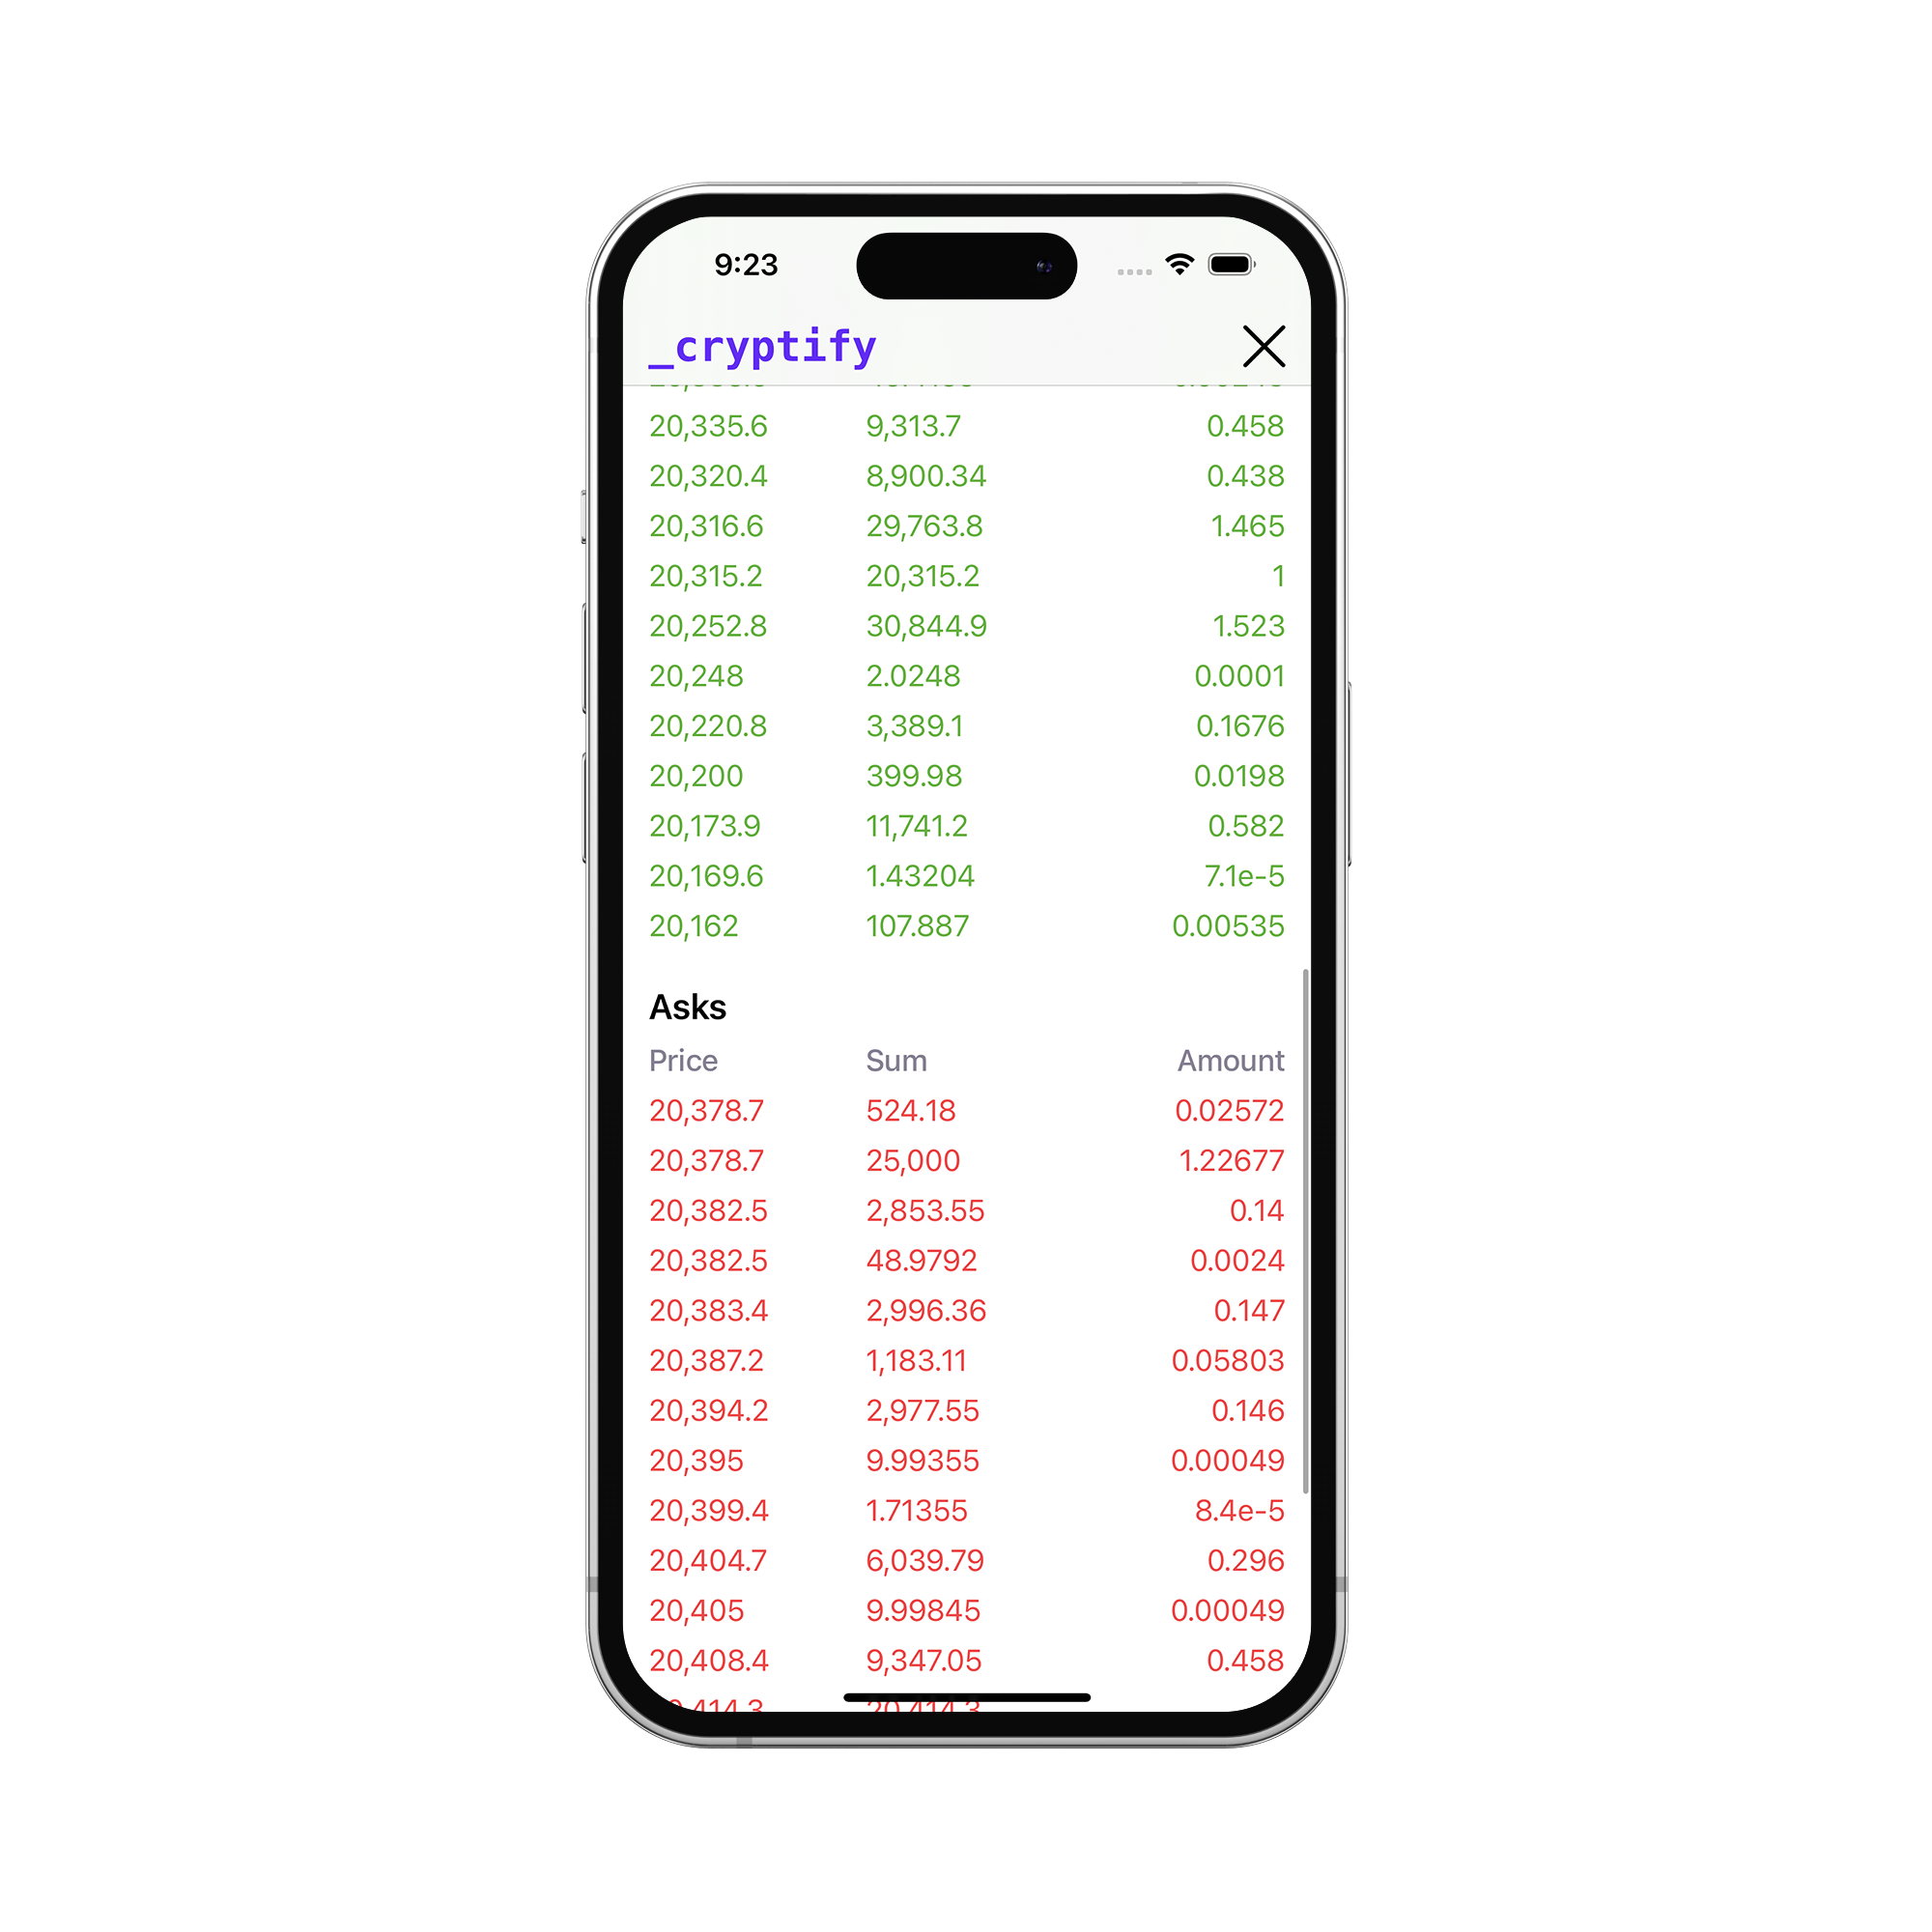 9:23
_cryptify
20,335.6 9,313.7 0.458
20,320.4 8,900.34 0.438
20,316.6 29,763.8 1.465
20,315.2 20,315.2 1
20,252.8 30,844.9 1.523
20,248 2.0248 0.0001
20,220.8 3,389.1 0.1676
20,200 399.98 0.0198
20,173.9 11,741.2 0.582
20,169.6 1.43204 7.1e-5
20,162 107.887 0.00535
Asks
Price Sum Amount
20,378.7 524.18 0.02572
20,378.7 25,000 1.22677
20,382.5 2,853.55 0.14
20,382.5 48.9792 0.0024
20,383.4 2,996.36 0.147
20,387.2 1,183.11 0.05803
20,394.2 2,977.55 0.146
20,395 9.99355 0.00049
20,399.4 1.71355 8.4e-5
20,404.7 6,039.79 0.296
20,405 9.99845 0.00049
20,408.4 9,347.05 0.458
20,414.3